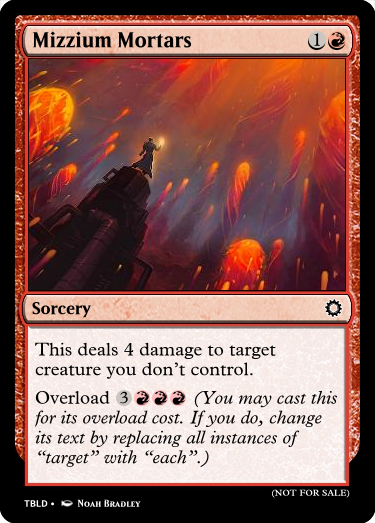 Mizzium Mortars 1
Sorcery
This deals 4 damage to target
creature you don't control.
Overload 3 (You may cast this
for its overload cost. If you do, change
its text by replacing all instances of
“target” with “each”.)
TBLD • Noah Bradley
(NOT FOR SALE)